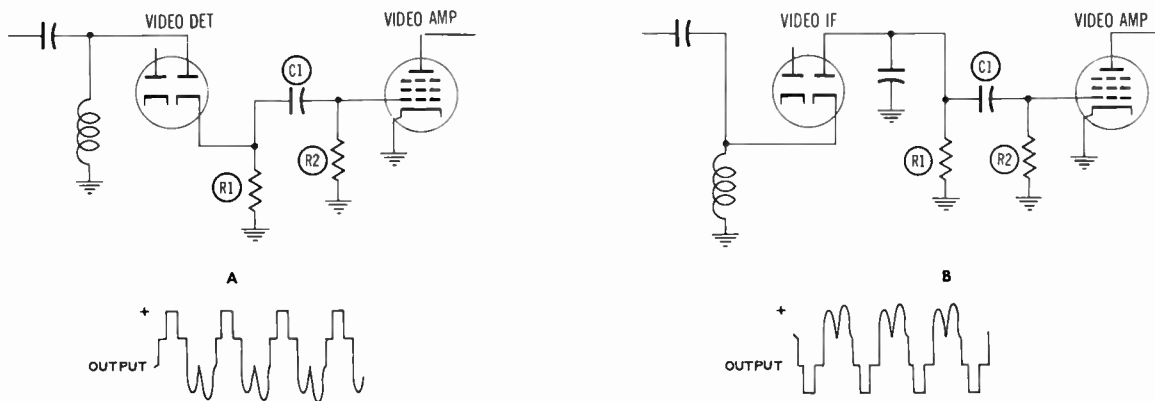 VIDEO DET
VIDEO AMP
C1
R2
R1
A
+
OUTPUT
VIDEO IF
VIDEO AMP
C1
R1
R2
B
+
OUTPUT